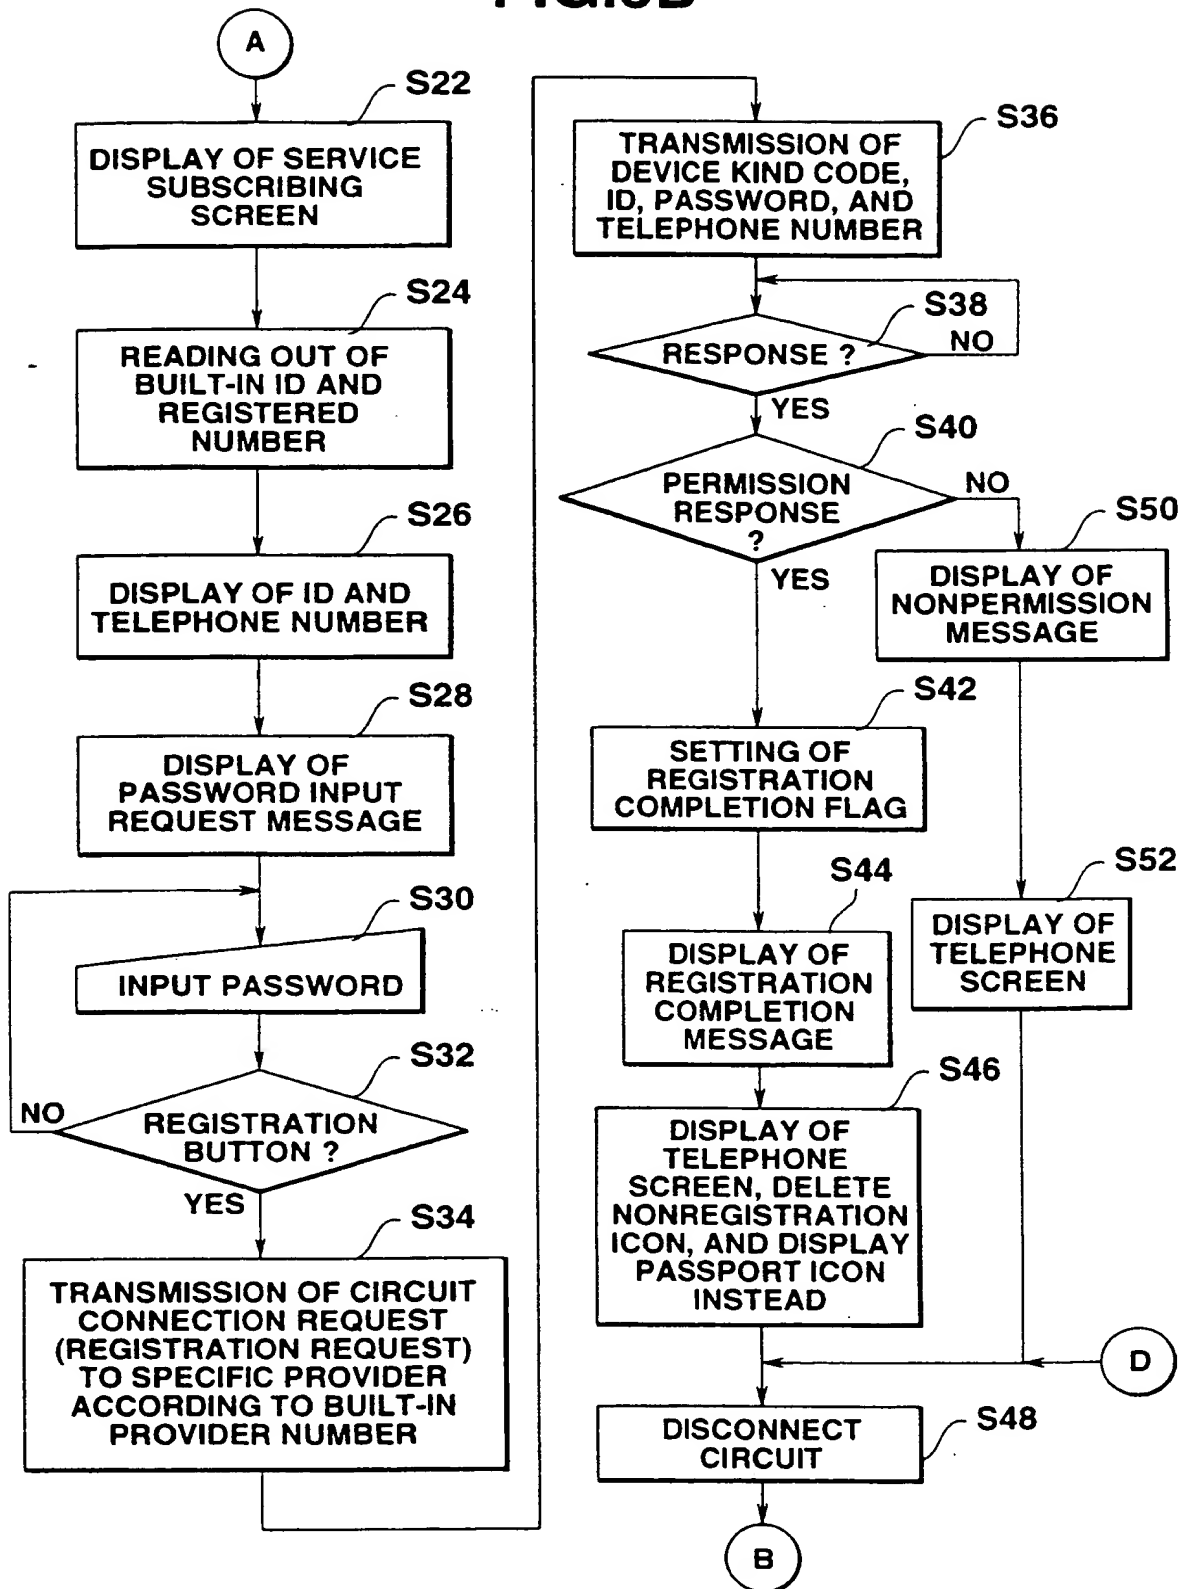 A
S22
DISPLAY OF SERVICE
SUBSCRIBING
SCREEN
S24
READING OUT OF
BUILT-IN ID AND
REGISTERED
NUMBER
S26
DISPLAY OF ID AND
TELEPHONE NUMBER
S28
DISPLAY OF
PASSWORD INPUT
REQUEST MESSAGE
S30
INPUT PASSWORD
S32
REGISTRATION
BUTTON ?
NO
YES
S34
TRANSMISSION OF CIRCUIT
CONNECTION REQUEST
(REGISTRATION REQUEST)
TO SPECIFIC PROVIDER
ACCORDING TO BUILT-IN
PROVIDER NUMBER
S36
TRANSMISSION OF
DEVICE KIND CODE,
ID, PASSWORD, AND
TELEPHONE NUMBER
S38
RESPONSE ?
NO
YES
S40
PERMISSION
RESPONSE
?
NO
YES
S50
DISPLAY OF
NONPERMISSION
MESSAGE
S42
SETTING OF
REGISTRATION
COMPLETION FLAG
S52
DISPLAY OF
TELEPHONE
SCREEN
S44
DISPLAY OF
REGISTRATION
COMPLETION
MESSAGE
S46
DISPLAY OF
TELEPHONE
SCREEN, DELETE
NONREGISTRATION
ICON, AND DISPLAY
PASSPORT ICON
INSTEAD
D
S48
DISCONNECT
CIRCUIT
B